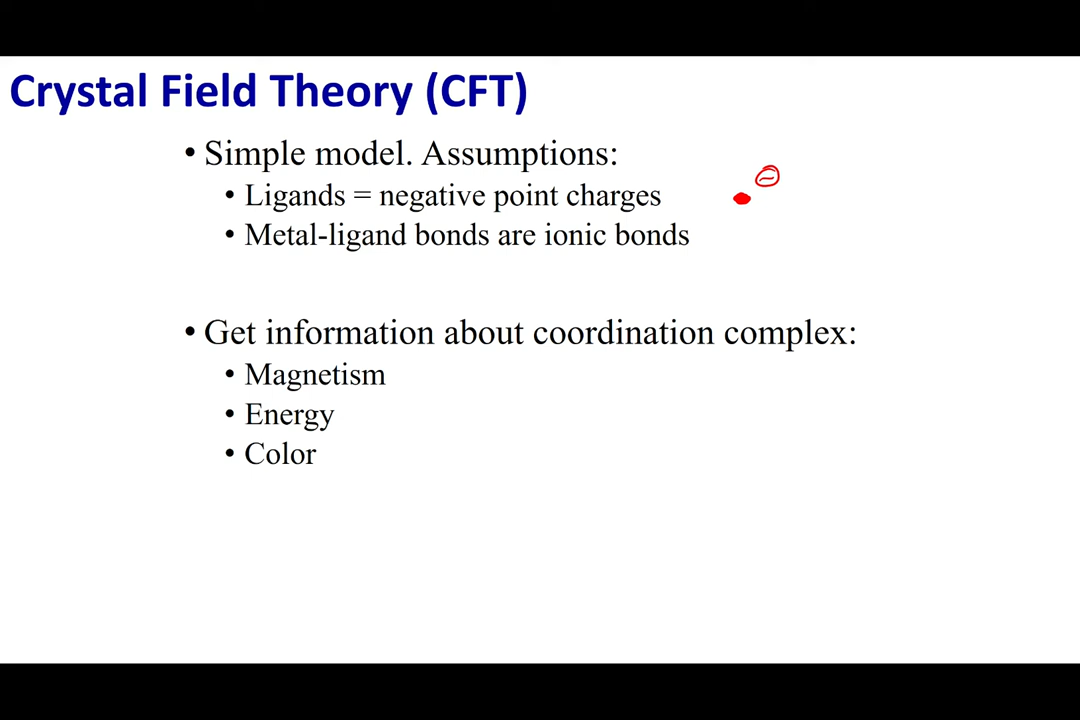 Crystal Field Theory (CFT)
• Simple model. Assumptions:
• Ligands = negative point charges
• Metal-ligand bonds are ionic bonds
• Get information about coordination complex:
• Magnetism
• Energy
• Color